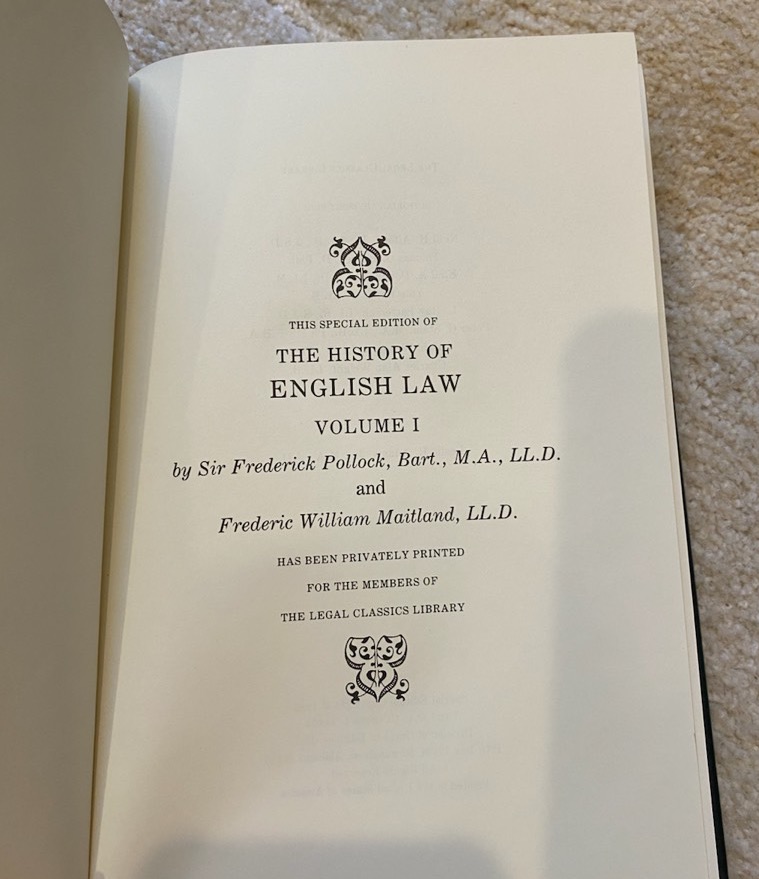 THIS SPECIAL EDITION OF
THE HISTORY OF
ENGLISH LAW
VOLUME I
by Sir Frederick Pollock, Bart., M.A., LL.D.
and
Frederic William Maitland, LL.D.
HAS BEEN PRIVATELY PRINTED
FOR THE MEMBERS OF
THE LEGAL CLASSICS LIBRARY